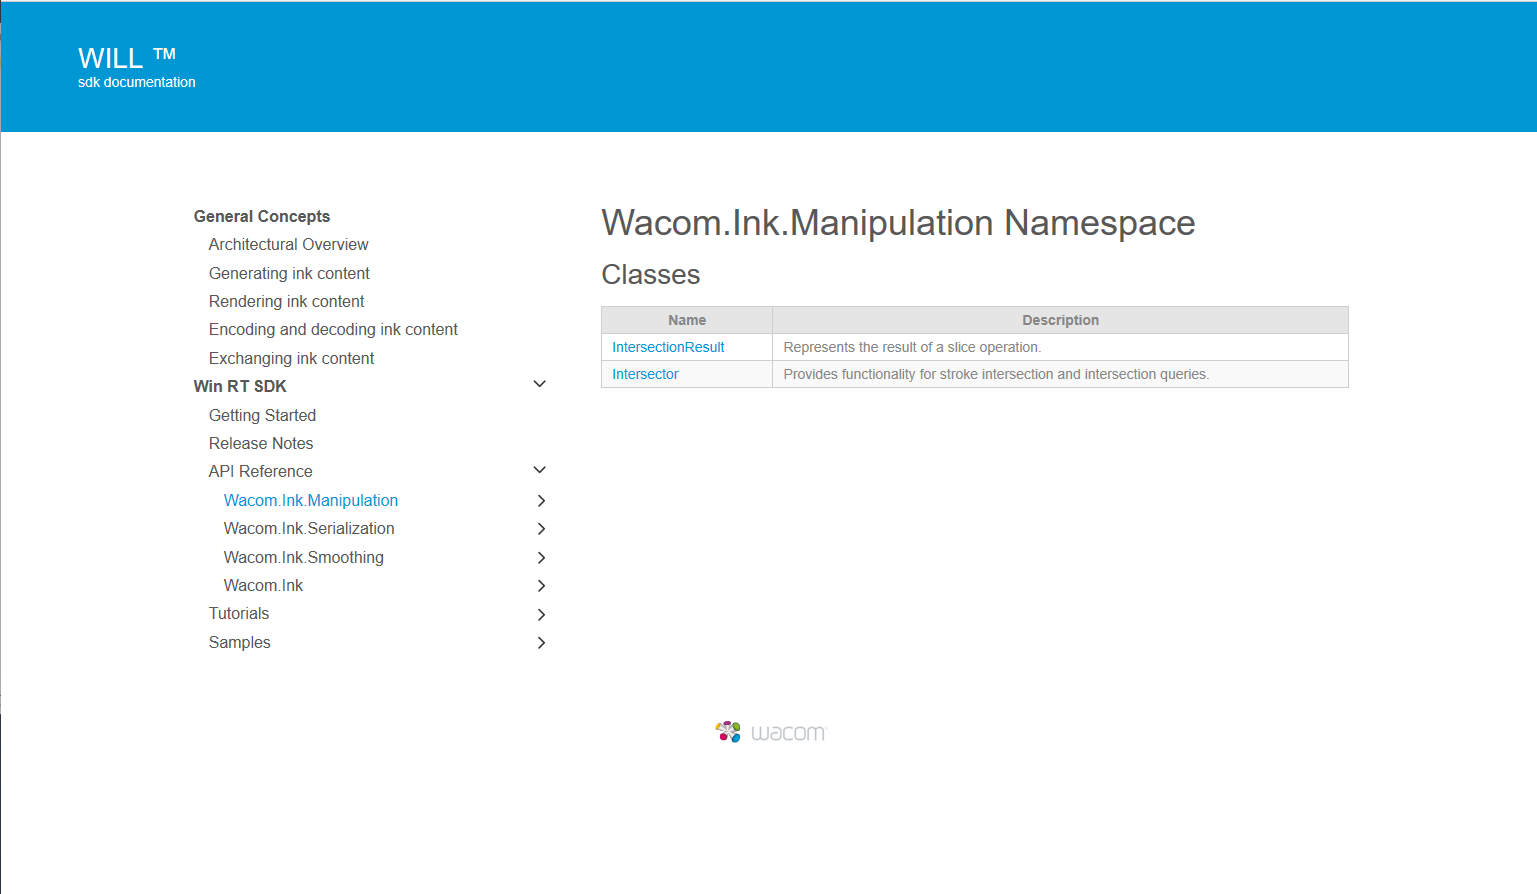 WILL ™
sdk documentation
General Concepts
Architectural Overview
Generating ink content
Rendering ink content
Encoding and decoding ink content
Exchanging ink content
Win RT SDK
Getting Started
Release Notes
API Reference
Wacom.Ink.Manipulation
Wacom.Ink.Serialization
Wacom.Ink.Smoothing
Wacom.Ink
Tutorials
Samples
Wacom.Ink.Manipulation Namespace
Classes
Name Description
IntersectionResult Represents the result of a slice operation.
Intersector Provides functionality for stroke intersection and intersection queries.
wacom